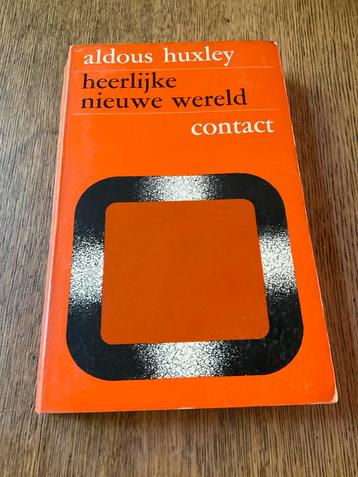 aldous huxley
heerlijke
nieuwe wereld
contact